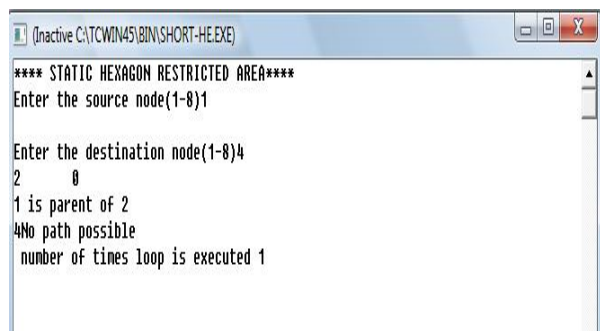 (Inactive C:\TCWIN45\BIN\SHORT-HE.EXE)
**** STATIC HEXAGON RESTRICTED AREA****
Enter the source node(1-8)1
Enter the destination node(1-8)4
2 0
1 is parent of 2
4No path possible
number of times loop is executed 1